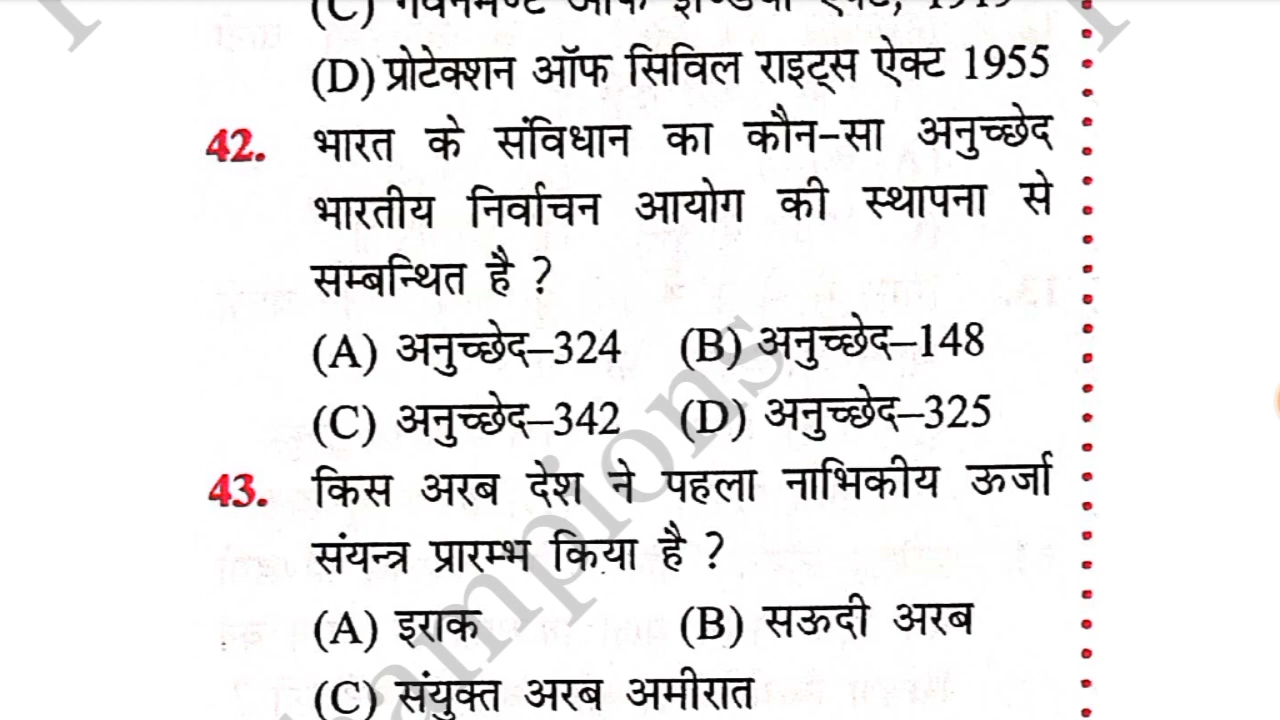 (D) प्रोटेक्शन ऑफ सिविल राइट्स ऐक्ट 1955
42. भारत के संविधान का कौन-सा अनुच्छेद
भारतीय निर्वाचन आयोग की स्थापना से
सम्बन्धित है ?
(A) अनुच्छेद–324 (B) अनुच्छेद–148
(C) अनुच्छेद–342 (D) अनुच्छेद–325
43. किस अरब देश ने पहला नाभिकीय ऊर्जा
संयन्त्र प्रारम्भ किया है ?
(A) इराक (B) सऊदी अरब
(C) संयुक्त अरब अमीरात